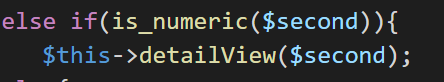 else if(is_numeric($second)){
$this->detailView($second);